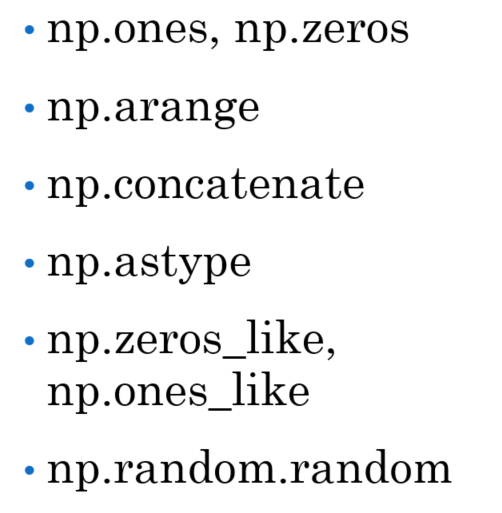 • np.ones, np.zeros
• np.arange
• np.concatenate
• np.astype
• np.zeros_like,
np.ones_like
• np.random.random